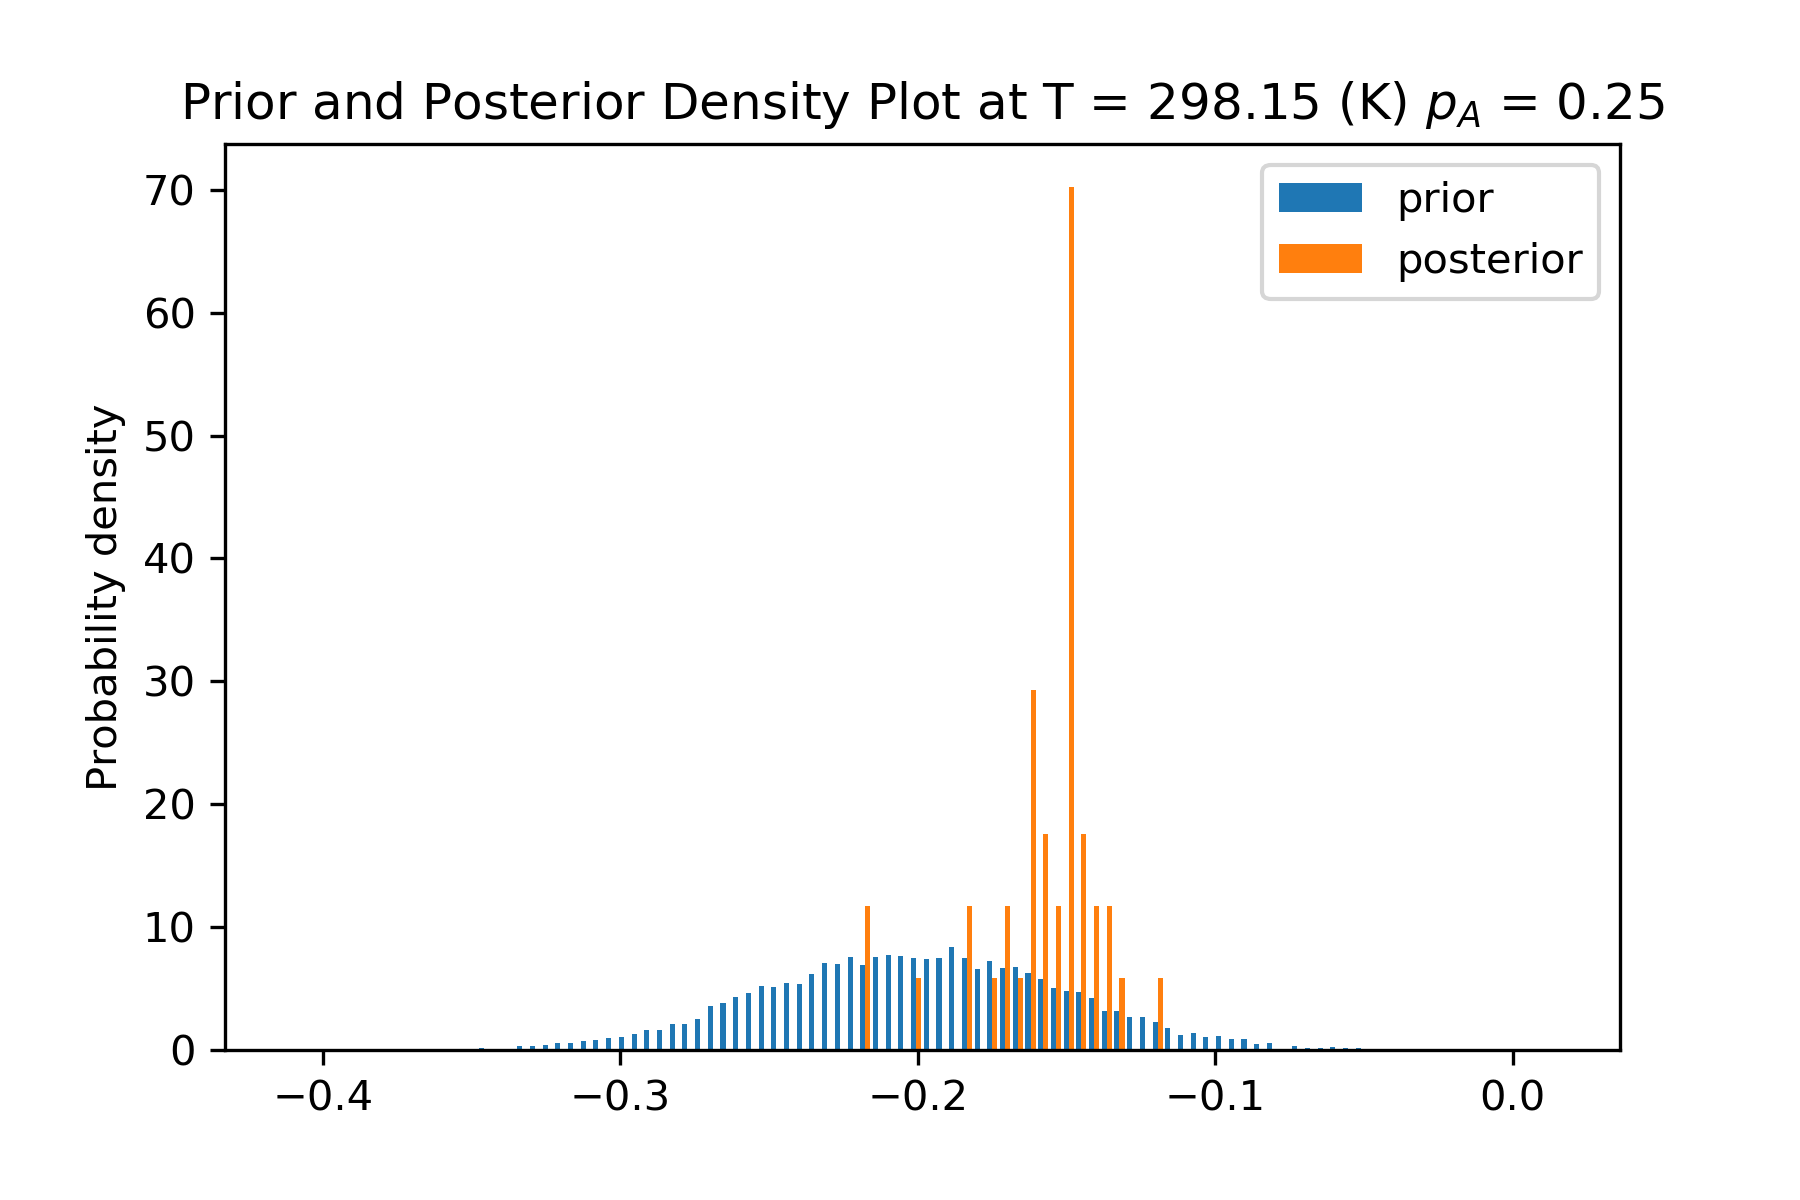 Prior and Posterior Density Plot at T = 298.15 (K) p_A = 0.25
prior
posterior
Probability density
70
60
50
40
30
20
10
0
−0.4 −0.3 −0.2 −0.1 0.0